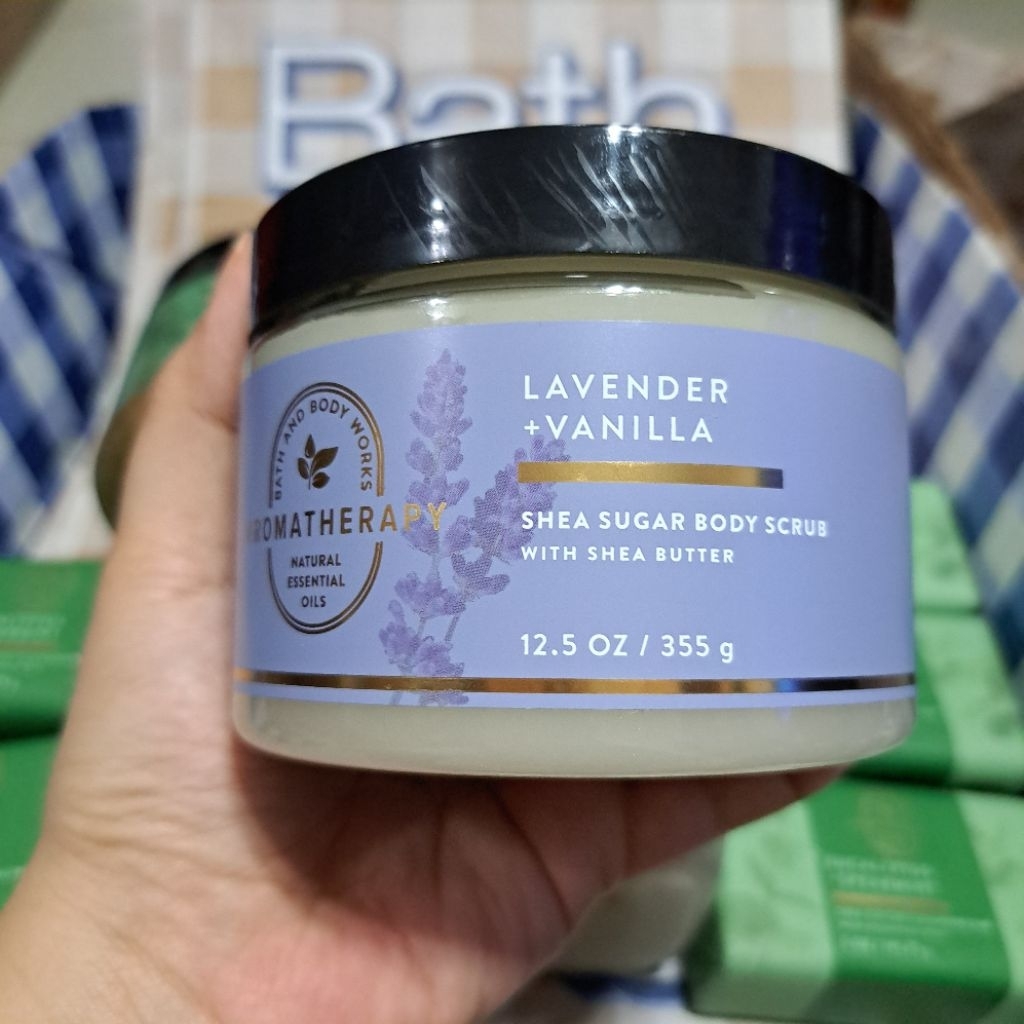 Bath
BATH AND BODY WORKS
AROMATHERAPY
NATURAL
ESSENTIAL
OILS
LAVENDER
+VANILLA
SHEA SUGAR BODY SCRUB
WITH SHEA BUTTER
12.5 OZ / 355 g